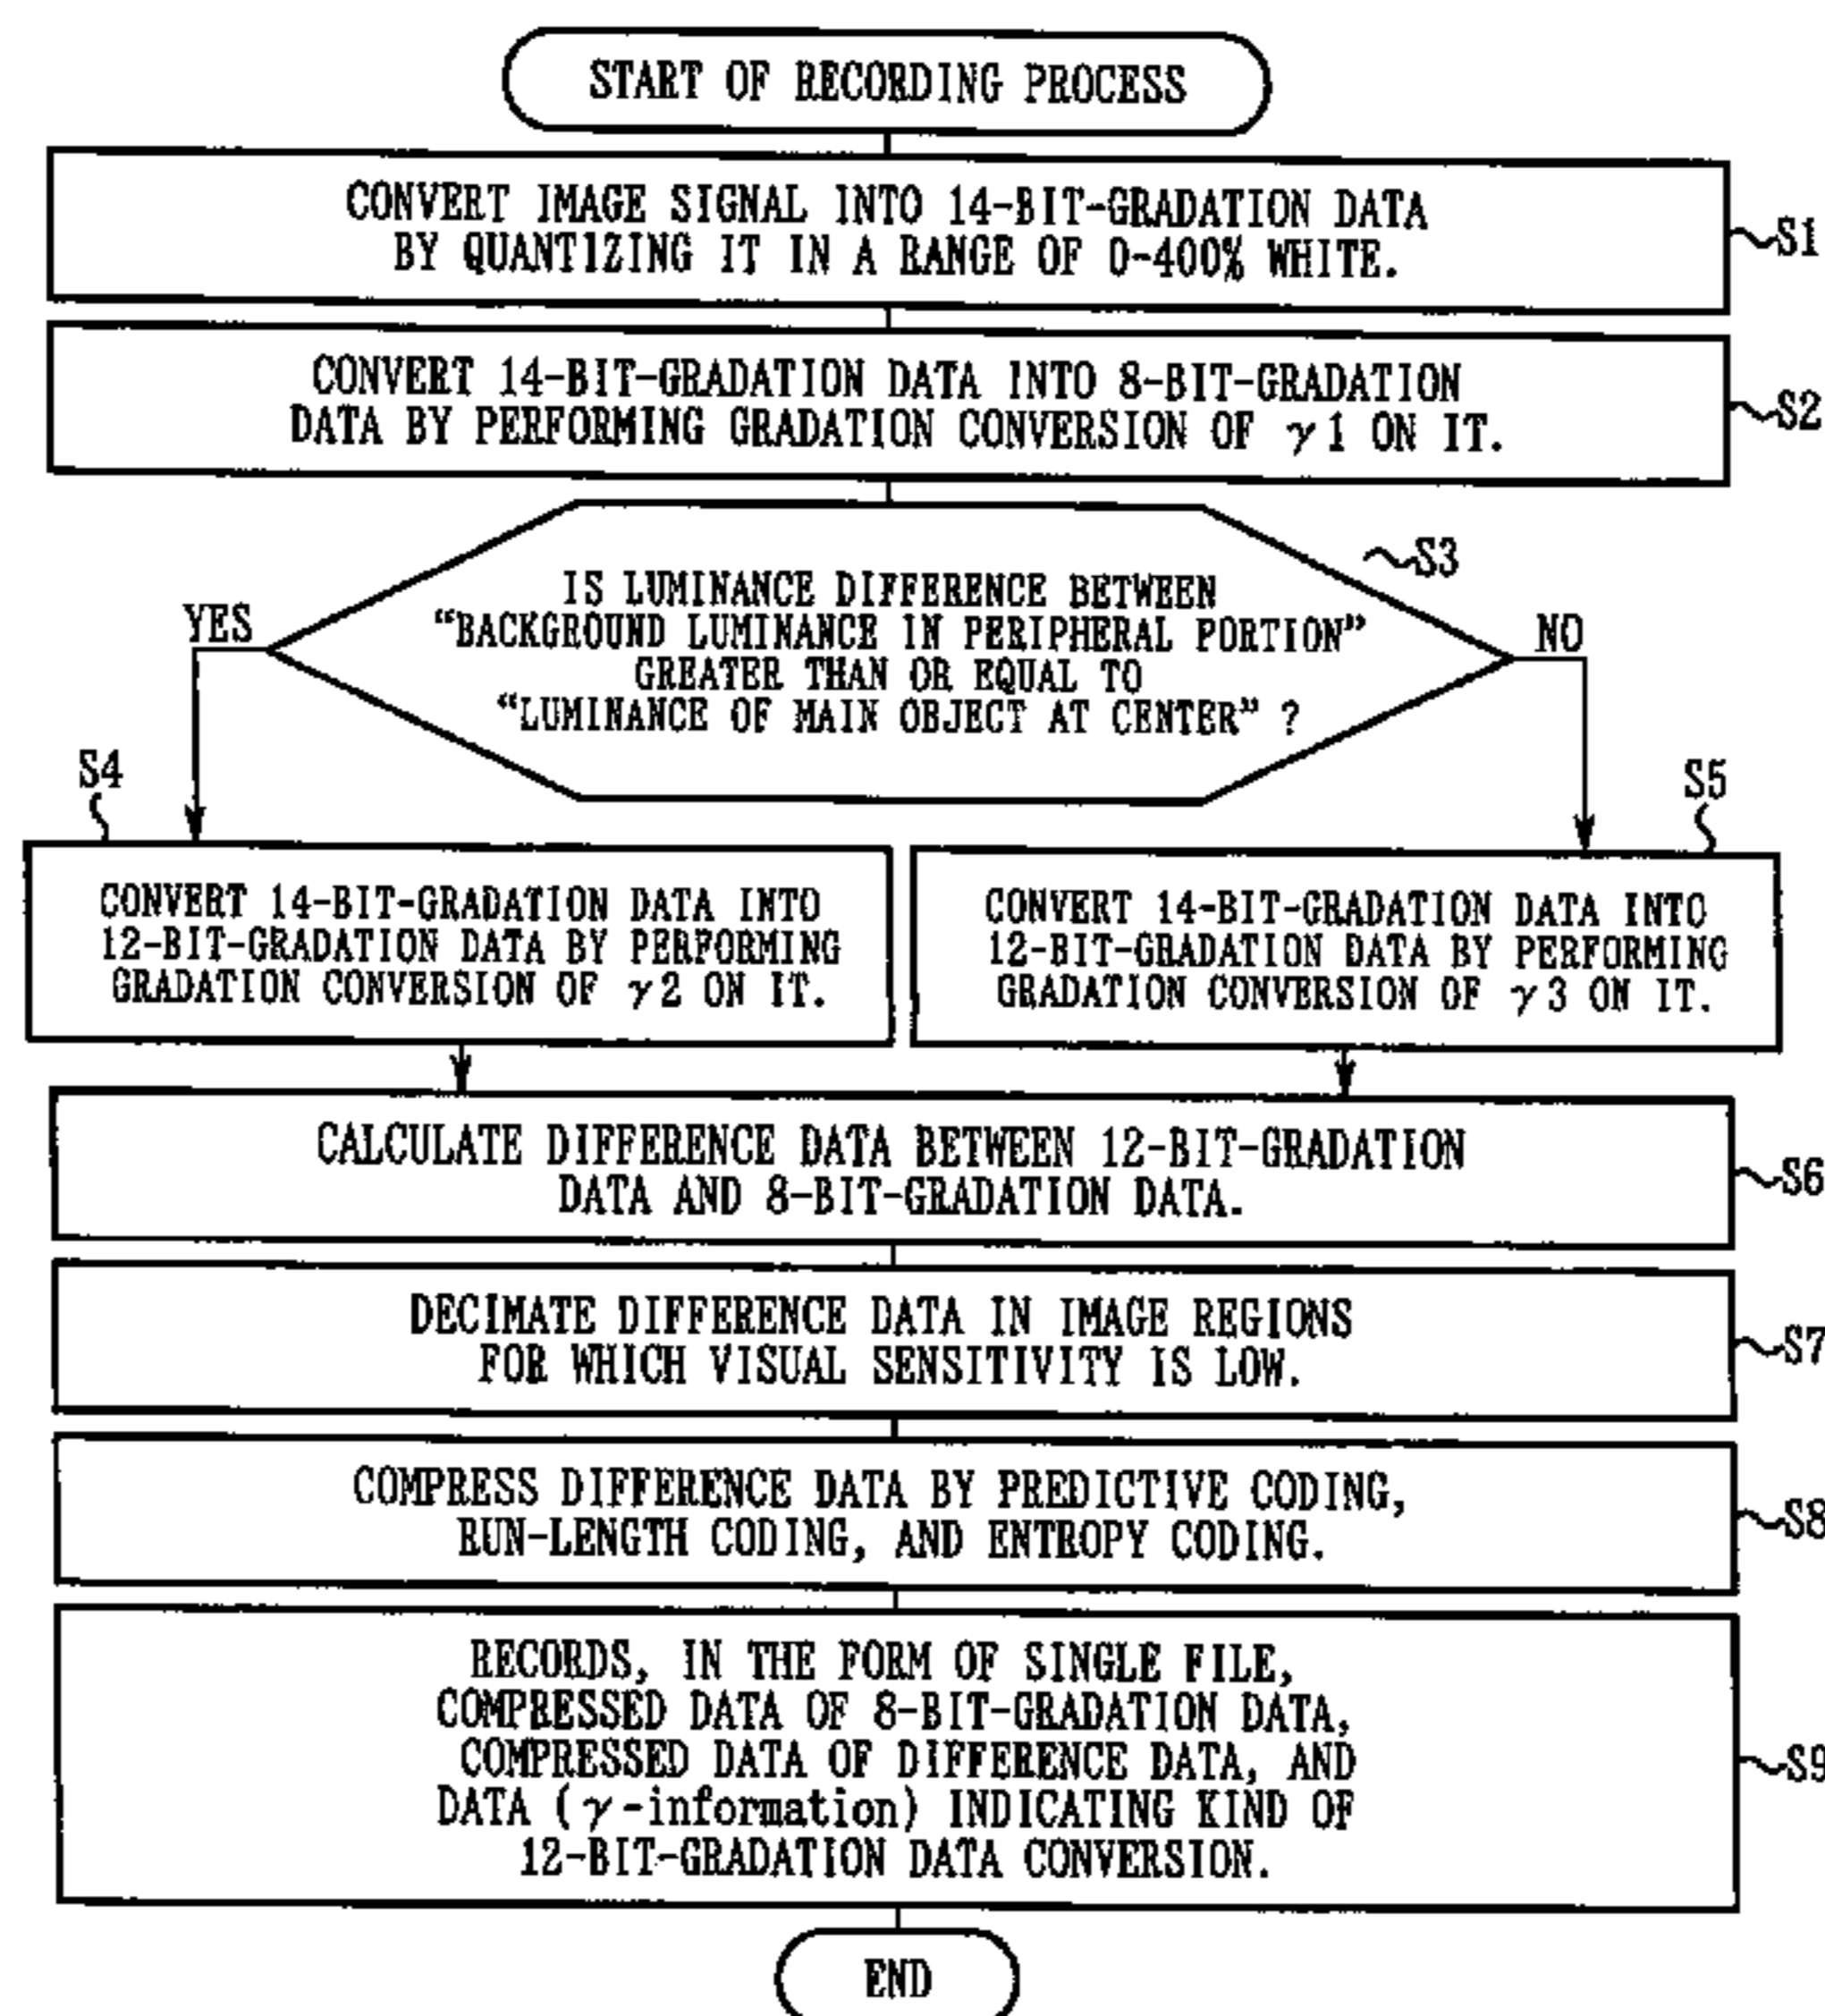 START OF RECORDING PROCESS
CONVERT IMAGE SIGNAL INTO 14-BIT-GRADATION DATA
BY QUANTIZING IT IN A RANGE OF 0-400% WHITE.
S1
CONVERT 14-BIT-GRADATION DATA INTO 8-BIT-GRADATION
DATA BY PERFORMING GRADATION CONVERSION OF γ1 ON IT.
S2
S3
IS LUMINANCE DIFFERENCE BETWEEN
“BACKGROUND LUMINANCE IN PERIPHERAL PORTION”
GREATER THAN OR EQUAL TO
“LUMINANCE OF MAIN OBJECT AT CENTER” ?
YES
NO
S4
CONVERT 14-BIT-GRADATION DATA INTO
12-BIT-GRADATION DATA BY PERFORMING
GRADATION CONVERSION OF γ2 ON IT.
S5
CONVERT 14-BIT-GRADATION DATA INTO
12-BIT-GRADATION DATA BY PERFORMING
GRADATION CONVERSION OF γ3 ON IT.
CALCULATE DIFFERENCE DATA BETWEEN 12-BIT-GRADATION
DATA AND 8-BIT-GRADATION DATA.
S6
DECIMATE DIFFERENCE DATA IN IMAGE REGIONS
FOR WHICH VISUAL SENSITIVITY IS LOW.
S7
COMPRESS DIFFERENCE DATA BY PREDICTIVE CODING,
RUN-LENGTH CODING, AND ENTROPY CODING.
S8
RECORDS, IN THE FORM OF SINGLE FILE,
COMPRESSED DATA OF 8-BIT-GRADATION DATA,
COMPRESSED DATA OF DIFFERENCE DATA, AND
DATA (γ-information) INDICATING KIND OF
12-BIT-GRADATION DATA CONVERSION.
S9
END